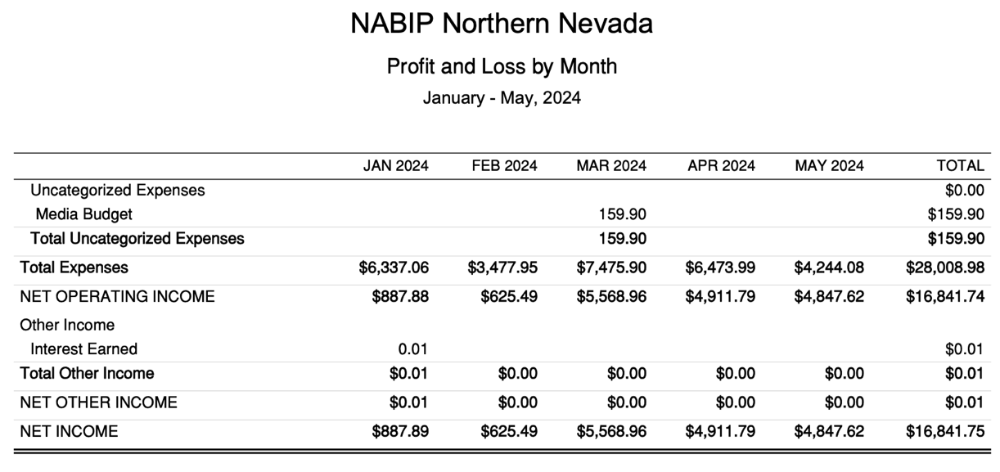 NABIP Northern Nevada
Profit and Loss by Month
January - May, 2024
JAN 2024 FEB 2024 MAR 2024 APR 2024 MAY 2024 TOTAL
Uncategorized Expenses $0.00
Media Budget 159.90 $159.90
Total Uncategorized Expenses 159.90 $159.90
Total Expenses $6,337.06 $3,477.95 $7,475.90 $6,473.99 $4,244.08 $28,008.98
NET OPERATING INCOME $887.88 $625.49 $5,568.96 $4,911.79 $4,847.62 $16,841.74
Other Income
Interest Earned 0.01 $0.01
Total Other Income $0.01 $0.00 $0.00 $0.00 $0.00 $0.01
NET OTHER INCOME $0.01 $0.00 $0.00 $0.00 $0.00 $0.01
NET INCOME $887.89 $625.49 $5,568.96 $4,911.79 $4,847.62 $16,841.75